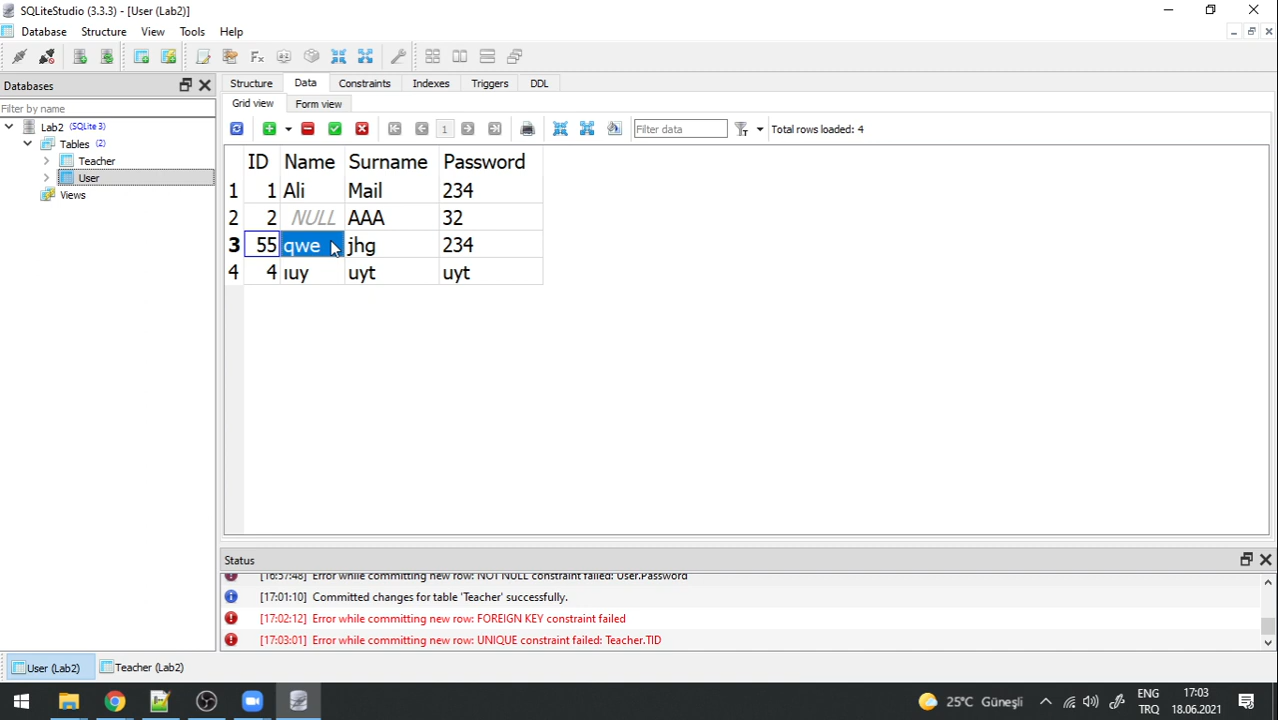 SQLiteStudio (3.3.3) - [User (Lab2)]
Database Structure View Tools Help
Databases
Filter by name
Lab2 (SQLite 3)
Tables (2)
Teacher
User
Views
Structure Data Constraints Indexes Triggers DDL
Grid view Form view
1 Filter data Total rows loaded: 4
ID Name Surname Password
1 1 Ali Mail 234
2 2 NULL AAA 32
3 55 qwe jhg 234
4 4 ıuy uyt uyt
Status
[16:57:48] Error while committing new row: NOT NULL constraint failed: User.Password
[17:01:10] Committed changes for table 'Teacher' successfully.
[17:02:12] Error while committing new row: FOREIGN KEY constraint failed
[17:03:01] Error while committing new row: UNIQUE constraint failed: Teacher.TID
User (Lab2) Teacher (Lab2)
25°C Güneşli ENG 17:03
TRQ 18.06.2021